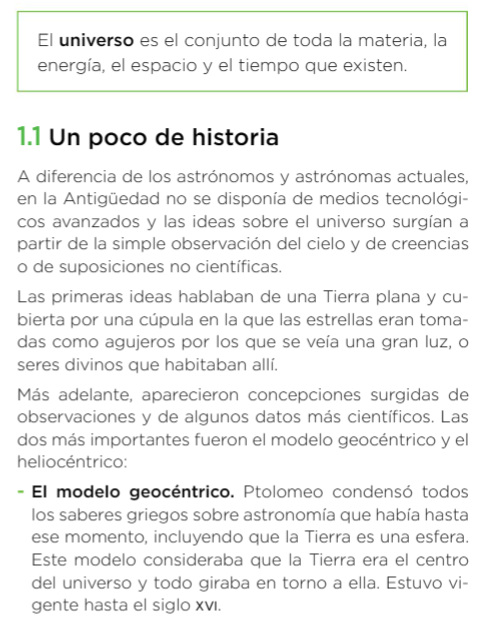 El universo es el conjunto de toda la materia, la
energía, el espacio y el tiempo que existen.
1.1 Un poco de historia
A diferencia de los astrónomos y astrónomas actuales,
en la Antigüedad no se disponía de medios tecnológi-
cos avanzados y las ideas sobre el universo surgían a
partir de la simple observación del cielo y de creencias
o de suposiciones no científicas.
Las primeras ideas hablaban de una Tierra plana y cu-
bierta por una cúpula en la que las estrellas eran toma-
das como agujeros por los que se veía una gran luz, o
seres divinos que habitaban allí.
Más adelante, aparecieron concepciones surgidas de
observaciones y de algunos datos más científicos. Las
dos más importantes fueron el modelo geocéntrico y el
heliocéntrico:
- El modelo geocéntrico. Ptolomeo condensó todos
los saberes griegos sobre astronomía que había hasta
ese momento, incluyendo que la Tierra es una esfera.
Este modelo consideraba que la Tierra era el centro
del universo y todo giraba en torno a ella. Estuvo vi-
gente hasta el siglo XVI.